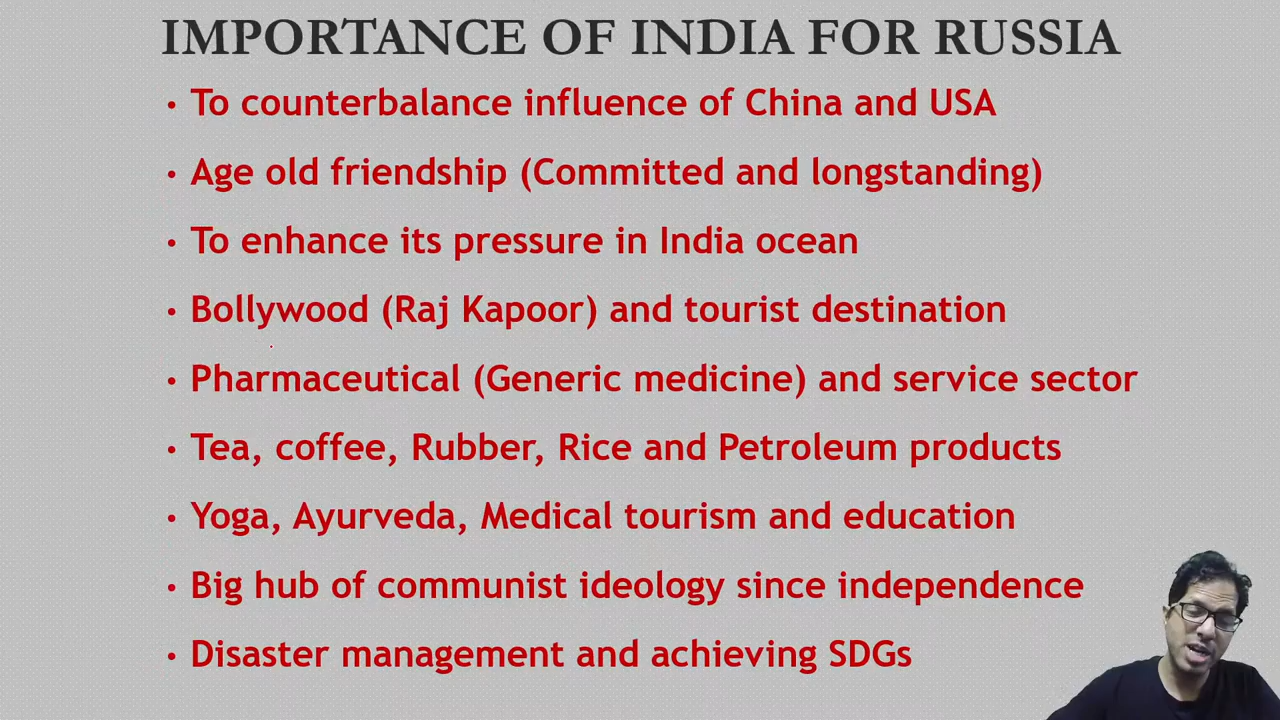 IMPORTANCE OF INDIA FOR RUSSIA
• To counterbalance influence of China and USA
• Age old friendship (Committed and longstanding)
• To enhance its pressure in India ocean
• Bollywood (Raj Kapoor) and tourist destination
• Pharmaceutical (Generic medicine) and service sector
• Tea, coffee, Rubber, Rice and Petroleum products
• Yoga, Ayurveda, Medical tourism and education
• Big hub of communist ideology since independence
• Disaster management and achieving SDGs